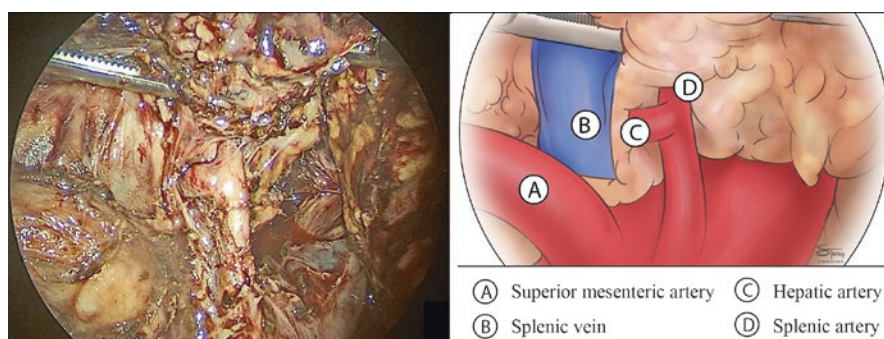 D
B
C
A
A Superior mesenteric artery
C Hepatic artery
B Splenic vein
D Splenic artery